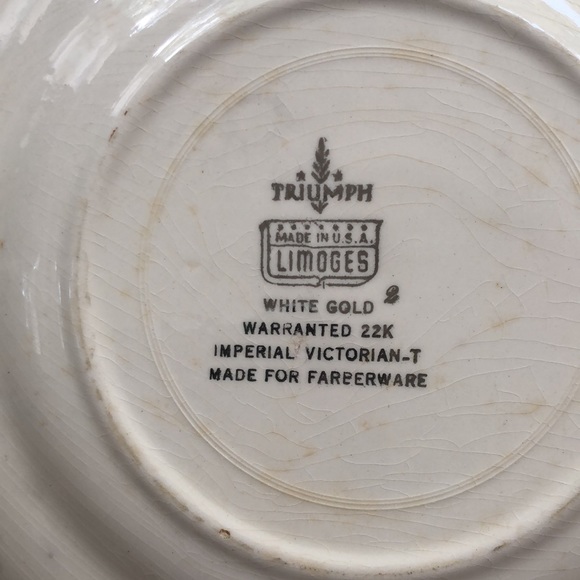 TRIUMPH
MADE IN U.S.A.
LIMOGES
WHITE GOLD 2
WARRANTED 22K
IMPERIAL VICTORIAN-T
MADE FOR FARBERWARE